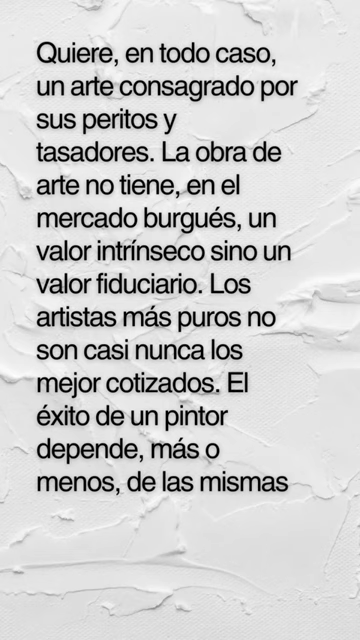 Quiere, en todo caso,
un arte consagrado por
sus peritos y
tasadores. La obra de
arte no tiene, en el
mercado burgués, un
valor intrínseco sino un
valor fiduciario. Los
artistas más puros no
son casi nunca los
mejor cotizados. El
éxito de un pintor
depende, más o
menos, de las mismas